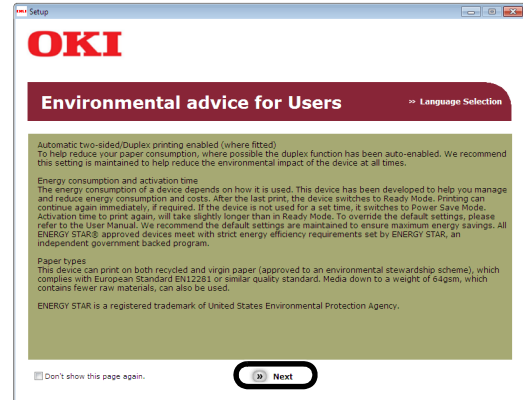 OKI Setup
OKI
Environmental advice for Users
» Language Selection
Automatic two-sided/Duplex printing enabled (where fitted)
To help reduce your paper consumption, where possible the duplex function has been auto-enabled. We recommend
this setting is maintained to help reduce the environmental impact of the device at all times.
Energy consumption and activation time
The energy consumption of a device depends on how it is used. This device has been developed to help you manage
and reduce energy consumption and costs. After the last print, the device switches to Ready Mode. Printing can
continue again immediately, if required. If the device is not used for a set time, it switches to Power Save Mode.
Activation time to print again, will take slightly longer than in Ready Mode. To override the default settings, please
refer to the User Manual. We recommend the default settings are maintained to ensure maximum energy savings. All
ENERGY STAR® approved devices meet with strict energy efficiency requirements set by ENERGY STAR, an
independent government backed program.
Paper types
This device can print on both recycled and virgin paper (approved to an environmental stewardship scheme), which
complies with European Standard EN12281 or similar quality standard. Media down to a weight of 64gsm, which
contains fewer raw materials, can also be used.
ENERGY STAR is a registered trademark of United States Environmental Protection Agency.
Don't show this page again.
» Next